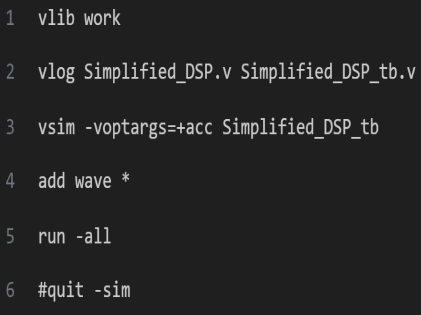 1 vlib work
2 vlog Simplified_DSP.v Simplified_DSP_tb.v
3 vsim -voptargs=+acc Simplified_DSP_tb
4 add wave *
5 run -all
6 #quit -sim